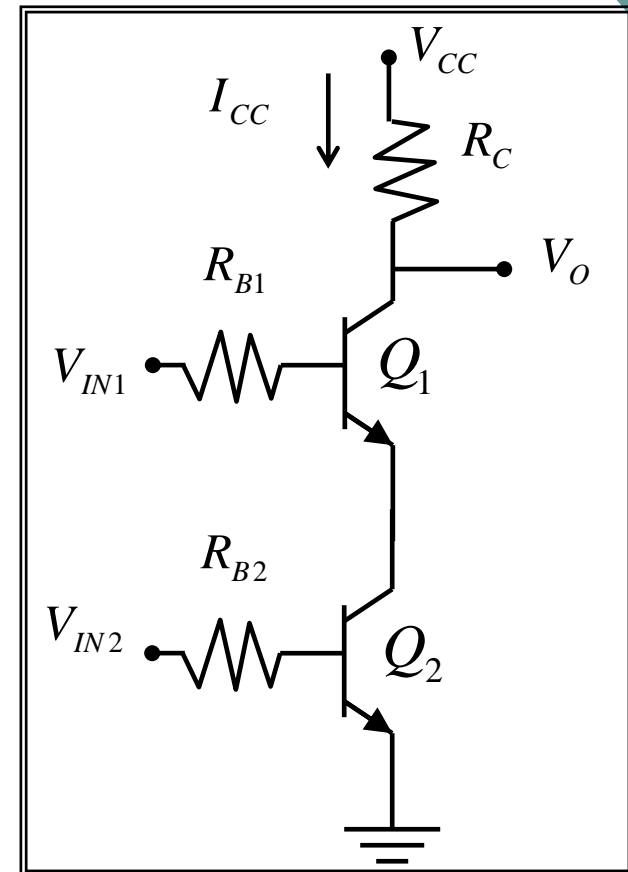 V_CC
I_CC
R_C
V_O
R_B1
V_IN1
Q_1
R_B2
V_IN2
Q_2